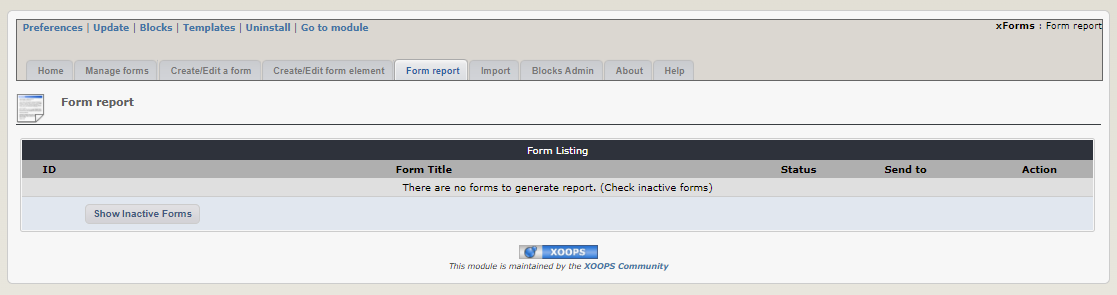 Preferences | Update | Blocks | Templates | Uninstall | Go to module
xForms : Form report
Home Manage forms Create/Edit a form Create/Edit form element Form report Import Blocks Admin About Help
Form report
Form Listing
ID Form Title Status Send to Action
There are no forms to generate report. (Check inactive forms)
Show Inactive Forms
XOOPS
This module is maintained by the XOOPS Community